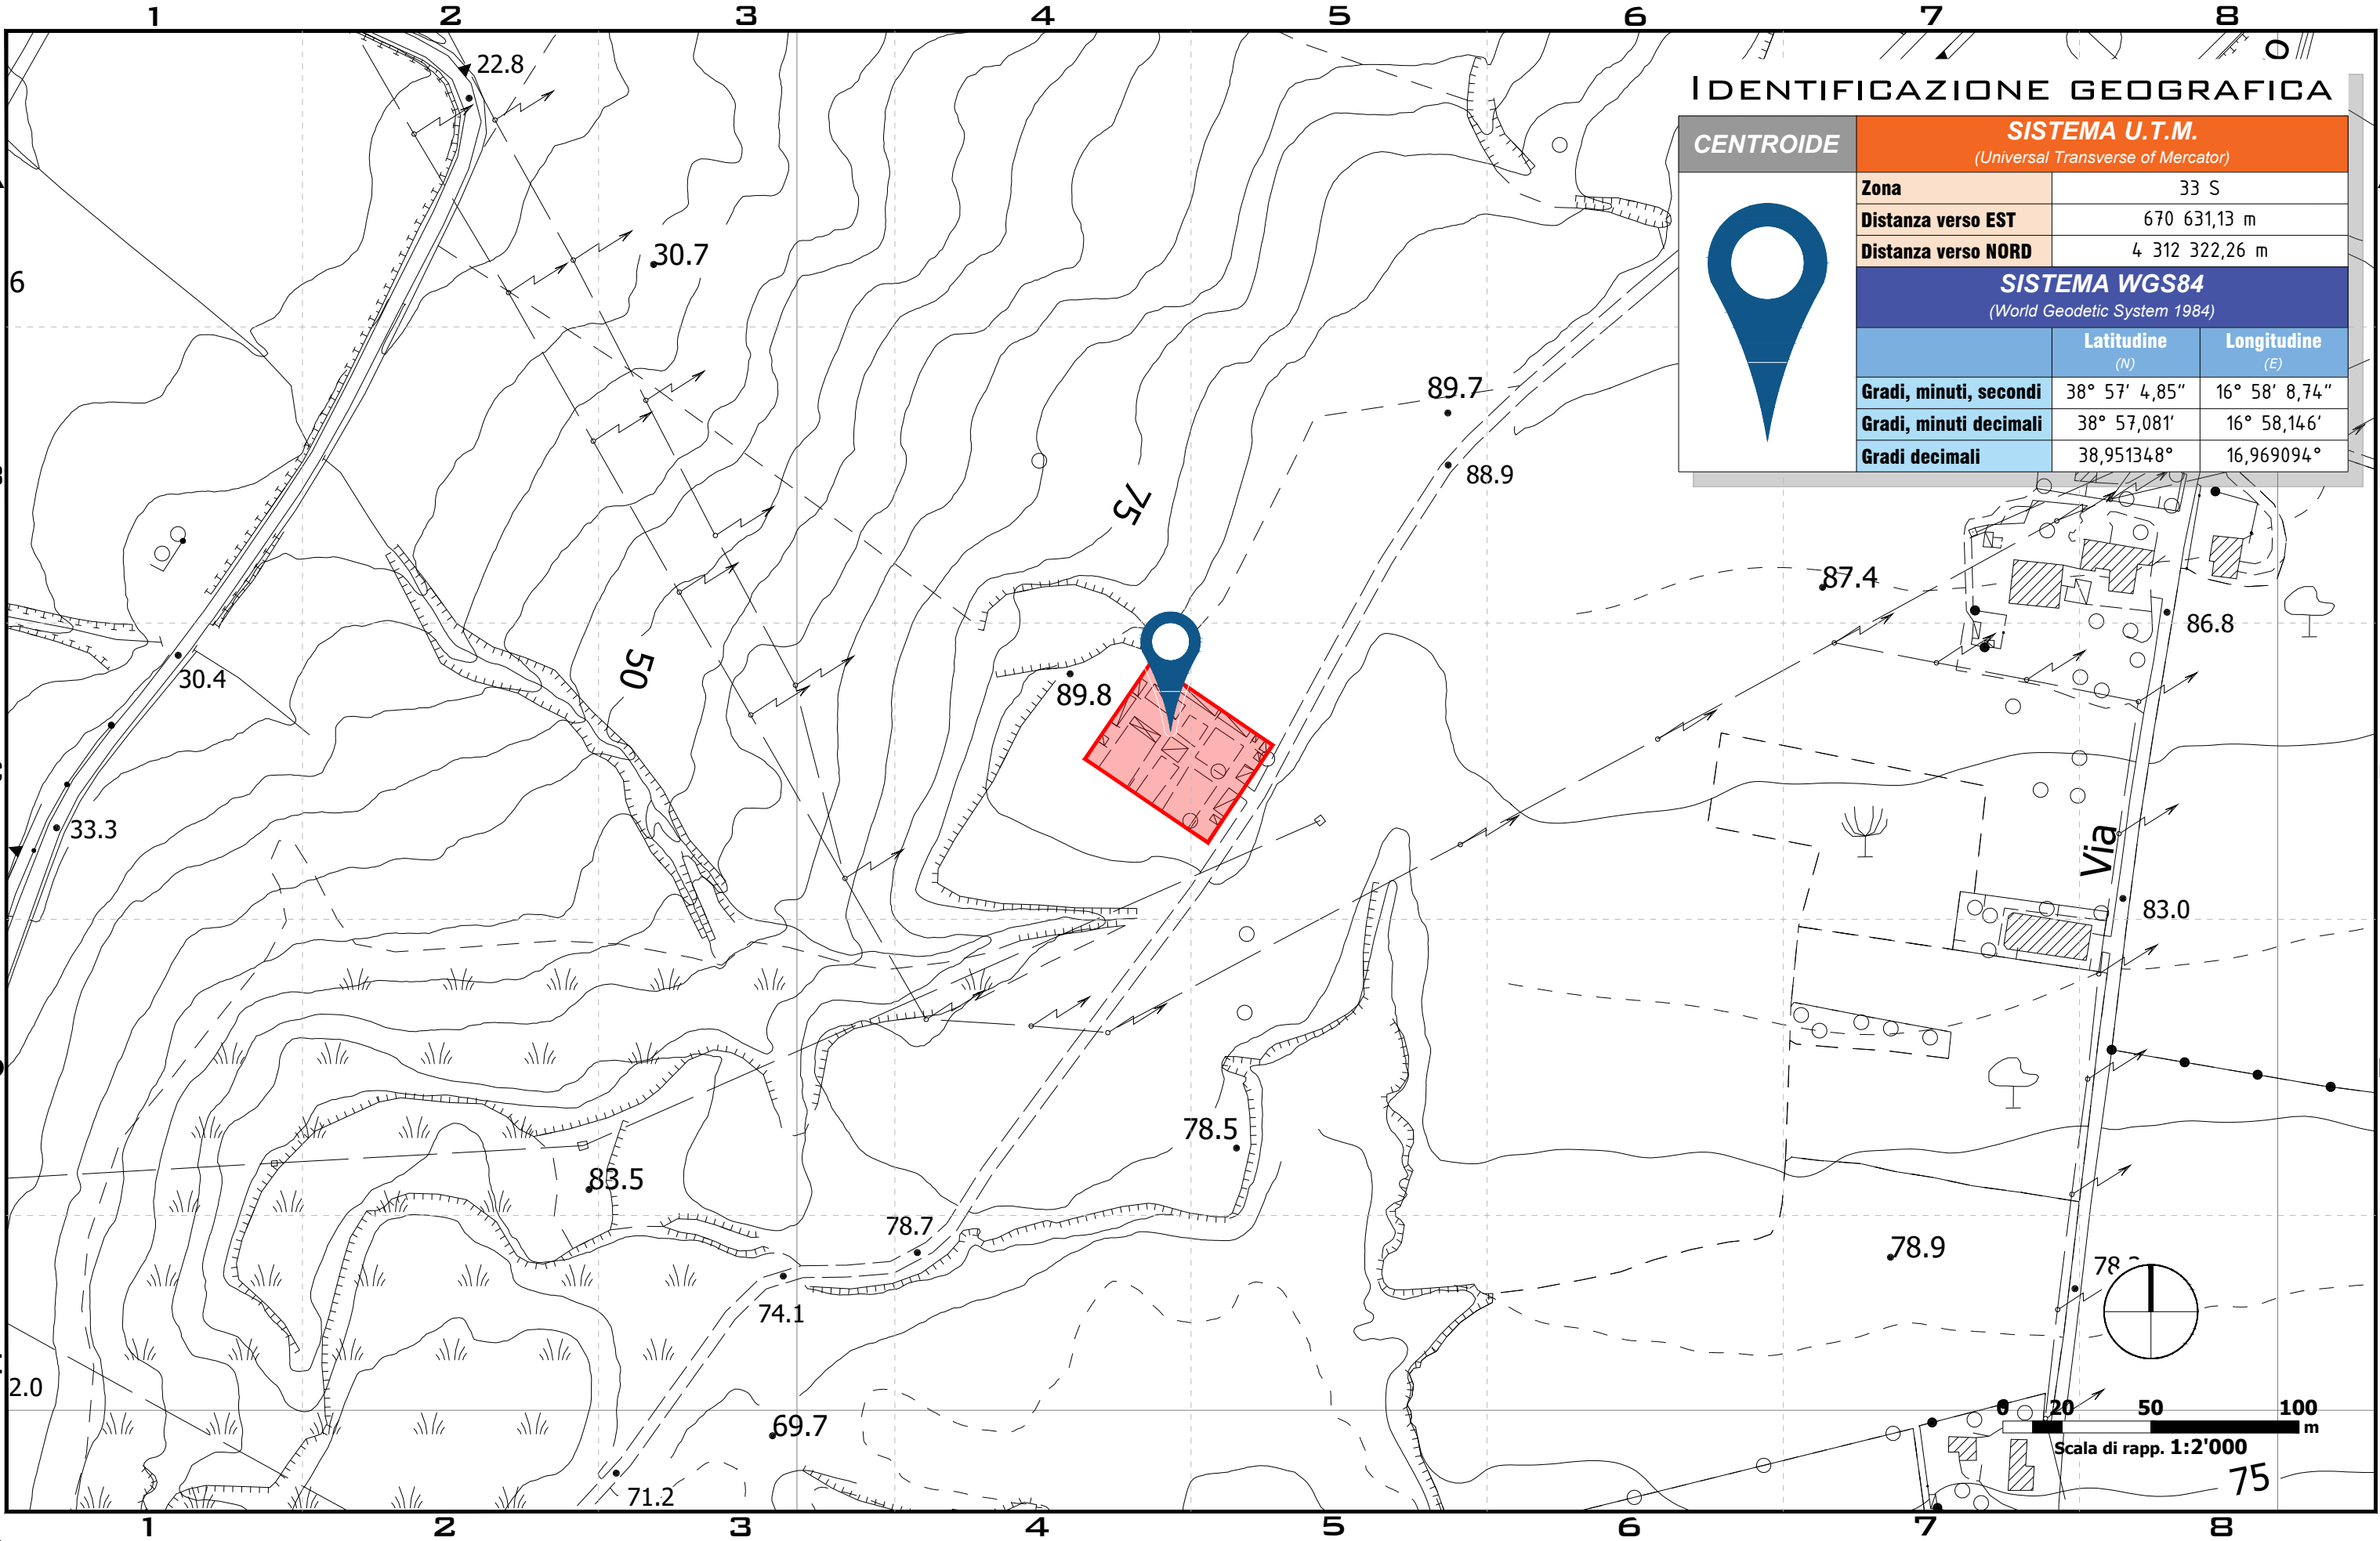 1 2 3 4 5 6 7 8
22.8
IDENTIFICAZIONE GEOGRAFICA
CENTROIDE
SISTEMA U.T.M.
(Universal Transverse of Mercator)
Zona 33 S
Distanza verso EST 670 631,13 m
Distanza verso NORD 4 312 322,26 m
SISTEMA WGS84
(World Geodetic System 1984)
Latitudine Longitudine
(N) (E)
Gradi, minuti, secondi 38° 57' 4,85" 16° 58' 8,74"
Gradi, minuti decimali 38° 57,081' 16° 58,146'
Gradi decimali 38,951348° 16,969094°
30.7
6
89.7
88.9
75
87.4
86.8
50
30.4
89.8
33.3
Via
83.0
78.5
83.5
78.7
78.9
74.1
2.0
69.7
0 20 50 100
m
Scala di rapp. 1:2'000
75
71.2
1 2 3 4 5 6 7 8